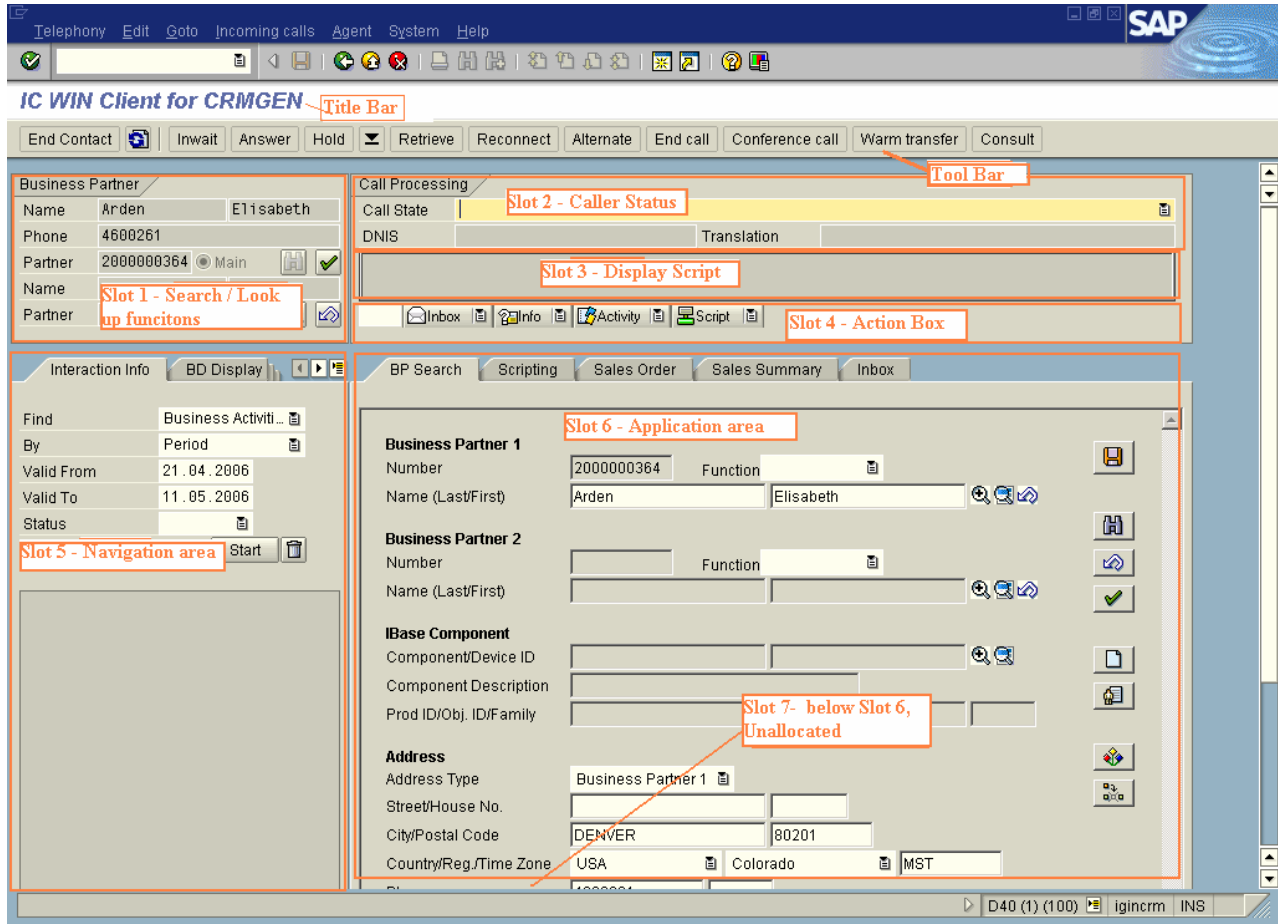 Telephony Edit Goto Incoming calls Agent System Help
SAP
IC WIN Client for CRMGEN
Title Bar
End Contact Inwait Answer Hold Retrieve Reconnect Alternate End call Conference call Warm transfer Consult
Tool Bar
Business Partner
Name Arden Elisabeth
Phone 4600261
Partner 2000000364 Main
Name
Partner
Slot 1 - Search / Look
up funcitons
Call Processing
Call State
Slot 2 - Caller Status
DNIS Translation
Slot 3 - Display Script
Inbox Info Activity Script
Slot 4 - Action Box
Interaction Info BD Display
Find Business Activiti...
By Period
Valid From 21.04.2006
Valid To 11.05.2006
Status
Slot 5 - Navigation area
Start
BP Search Scripting Sales Order Sales Summary Inbox
Slot 6 - Application area
Business Partner 1
Number 2000000364 Function
Name (Last/First) Arden Elisabeth
Business Partner 2
Number Function
Name (Last/First)
IBase Component
Component/Device ID
Component Description
Prod ID/Obj. ID/Family
Slot 7- below Slot 6,
Unallocated
Address
Address Type Business Partner 1
Street/House No.
City/Postal Code DENVER 80201
Country/Reg./Time Zone USA Colorado MST
D40 (1) (100) igincrm INS